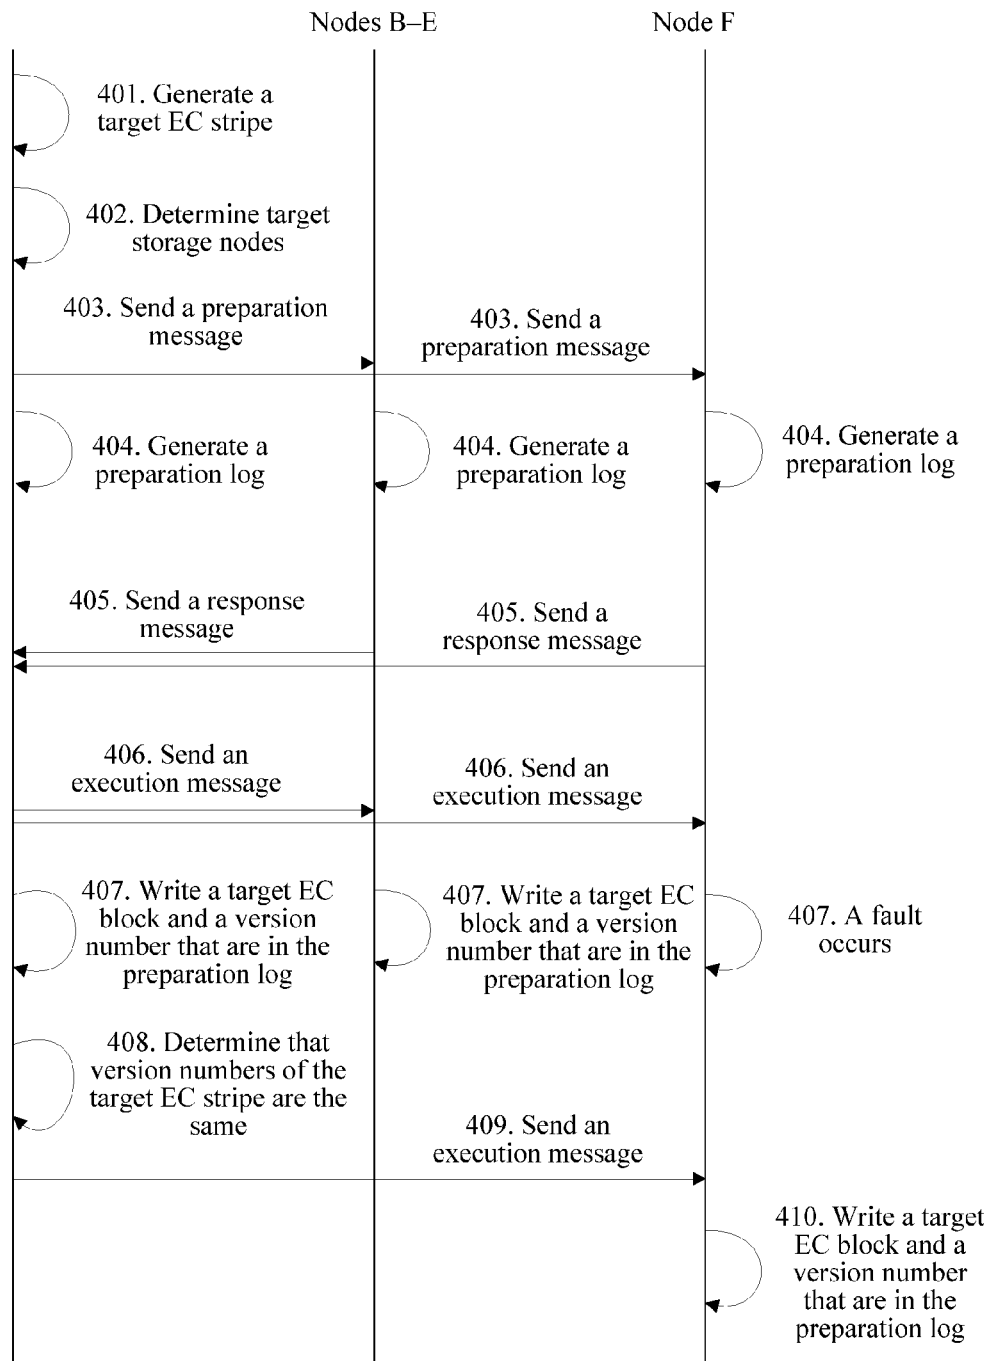 Nodes B–E
Node F
401. Generate a
target EC stripe
402. Determine target
storage nodes
403. Send a preparation
message
403. Send a
preparation message
404. Generate a
preparation log
404. Generate a
preparation log
404. Generate a
preparation log
405. Send a response
message
405. Send a
response message
406. Send an
execution message
406. Send an
execution message
407. Write a target EC
block and a version
number that are in the
preparation log
407. Write a target EC
block and a version
number that are in the
preparation log
407. A fault
occurs
408. Determine that
version numbers of the
target EC stripe are the
same
409. Send an
execution message
410. Write a target
EC block and a
version number
that are in the
preparation log